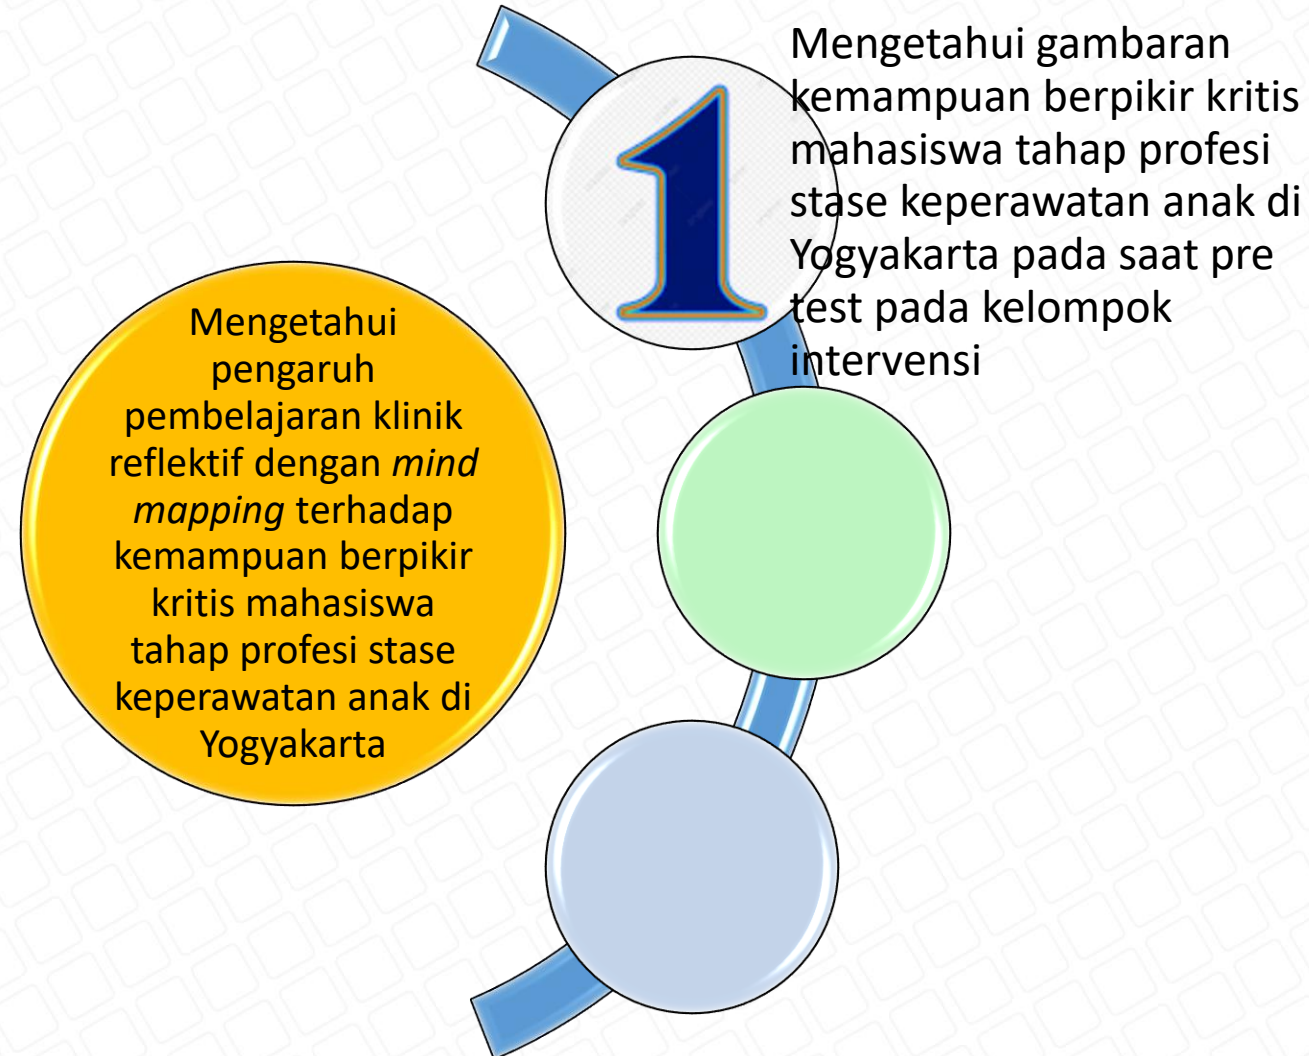 Mengetahui
pengaruh
pembelajaran klinik
reflektif dengan mind
mapping terhadap
kemampuan berpikir
kritis mahasiswa
tahap profesi stase
keperawatan anak di
Yogyakarta
1
Mengetahui gambaran
kemampuan berpikir kritis
mahasiswa tahap profesi
stase keperawatan anak di
Yogyakarta pada saat pre
test pada kelompok
intervensi